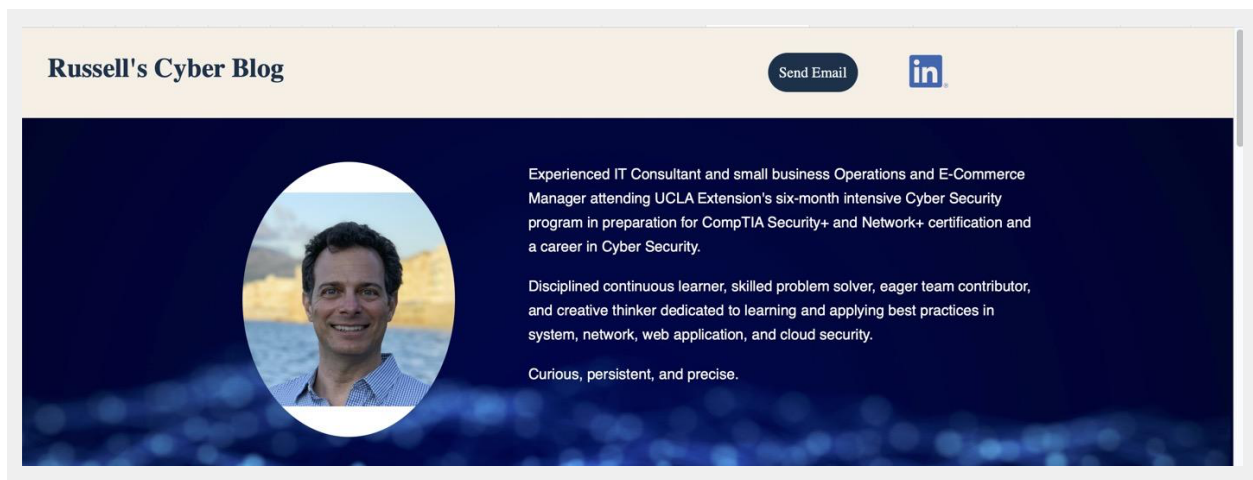 Russell's Cyber Blog
Send Email
in
Experienced IT Consultant and small business Operations and E-Commerce
Manager attending UCLA Extension's six-month intensive Cyber Security
program in preparation for CompTIA Security+ and Network+ certification and
a career in Cyber Security.
Disciplined continuous learner, skilled problem solver, eager team contributor,
and creative thinker dedicated to learning and applying best practices in
system, network, web application, and cloud security.
Curious, persistent, and precise.